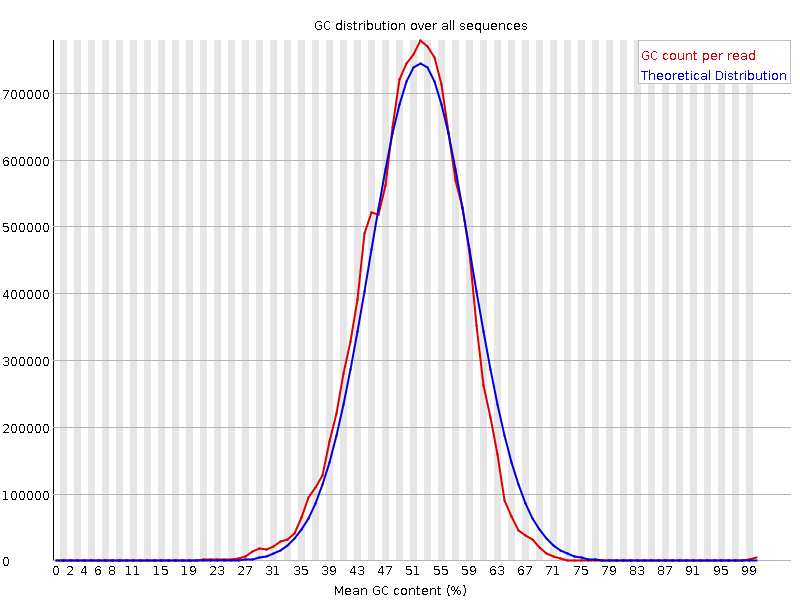 GC distribution over all sequences
GC count per read
Theoretical Distribution
700000
600000
500000
400000
300000
200000
100000
0
0 2 4 6 8 11 15 19 23 27 31 35 39 43 47 51 55 59 63 67 71 75 79 83 87 91 95 99
Mean GC content (%)